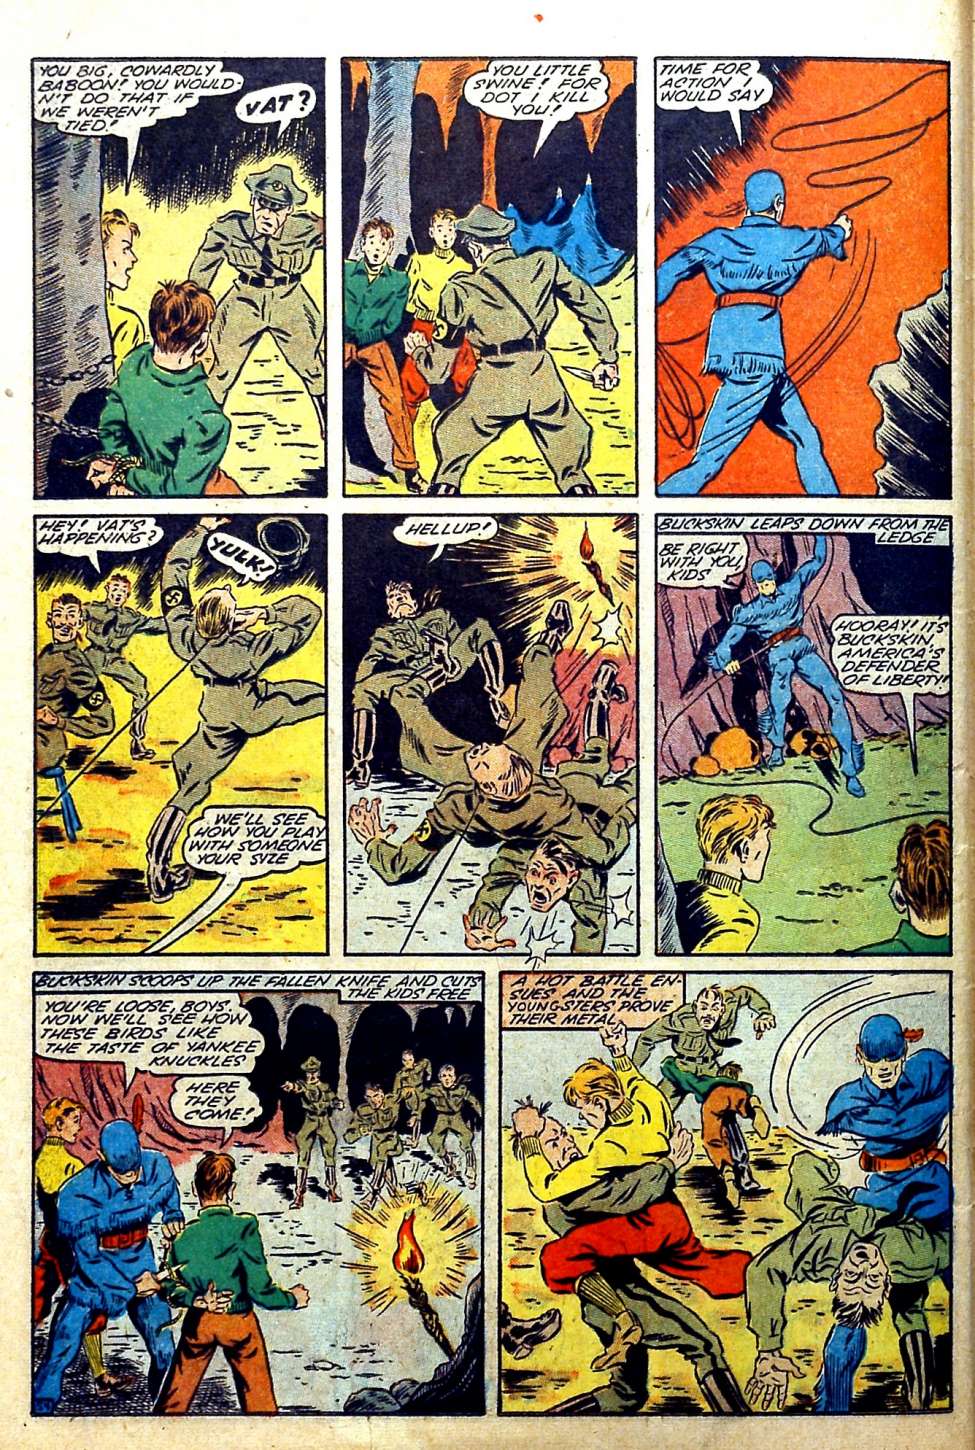 YOU BIG, COWARDLY
BABOON! YOU WOULD-
N'T DO THAT IF
WE WEREN'T
TIED!
VAT?
YOU LITTLE
SWINE! FOR
DOT I KILL
YOU!
TIME FOR
ACTION I
WOULD SAY
HEY! VAT'S
HAPPENING?
YULK!
WE'LL SEE
HOW YOU PLAY
WITH SOMEONE
YOUR SIZE
HELLUP!
BUCKSKIN LEAPS DOWN FROM THE
LEDGE
BE RIGHT
WITH YOU,
KIDS
HOORAY! IT'S
BUCKSKIN,
AMERICA'S
DEFENDER
OF LIBERTY!
BUCKSKIN SCOOPS UP THE FALLEN KNIFE AND CUTS
THE KIDS FREE
YOU'RE LOOSE, BOYS.
NOW WE'LL SEE HOW
THESE BIRDS LIKE
THE TASTE OF YANKEE
KNUCKLES
HERE
THEY
COME!
A HOT BATTLE EN-
SUES AND THE
YOUNG-STERS PROVE
THEIR METAL